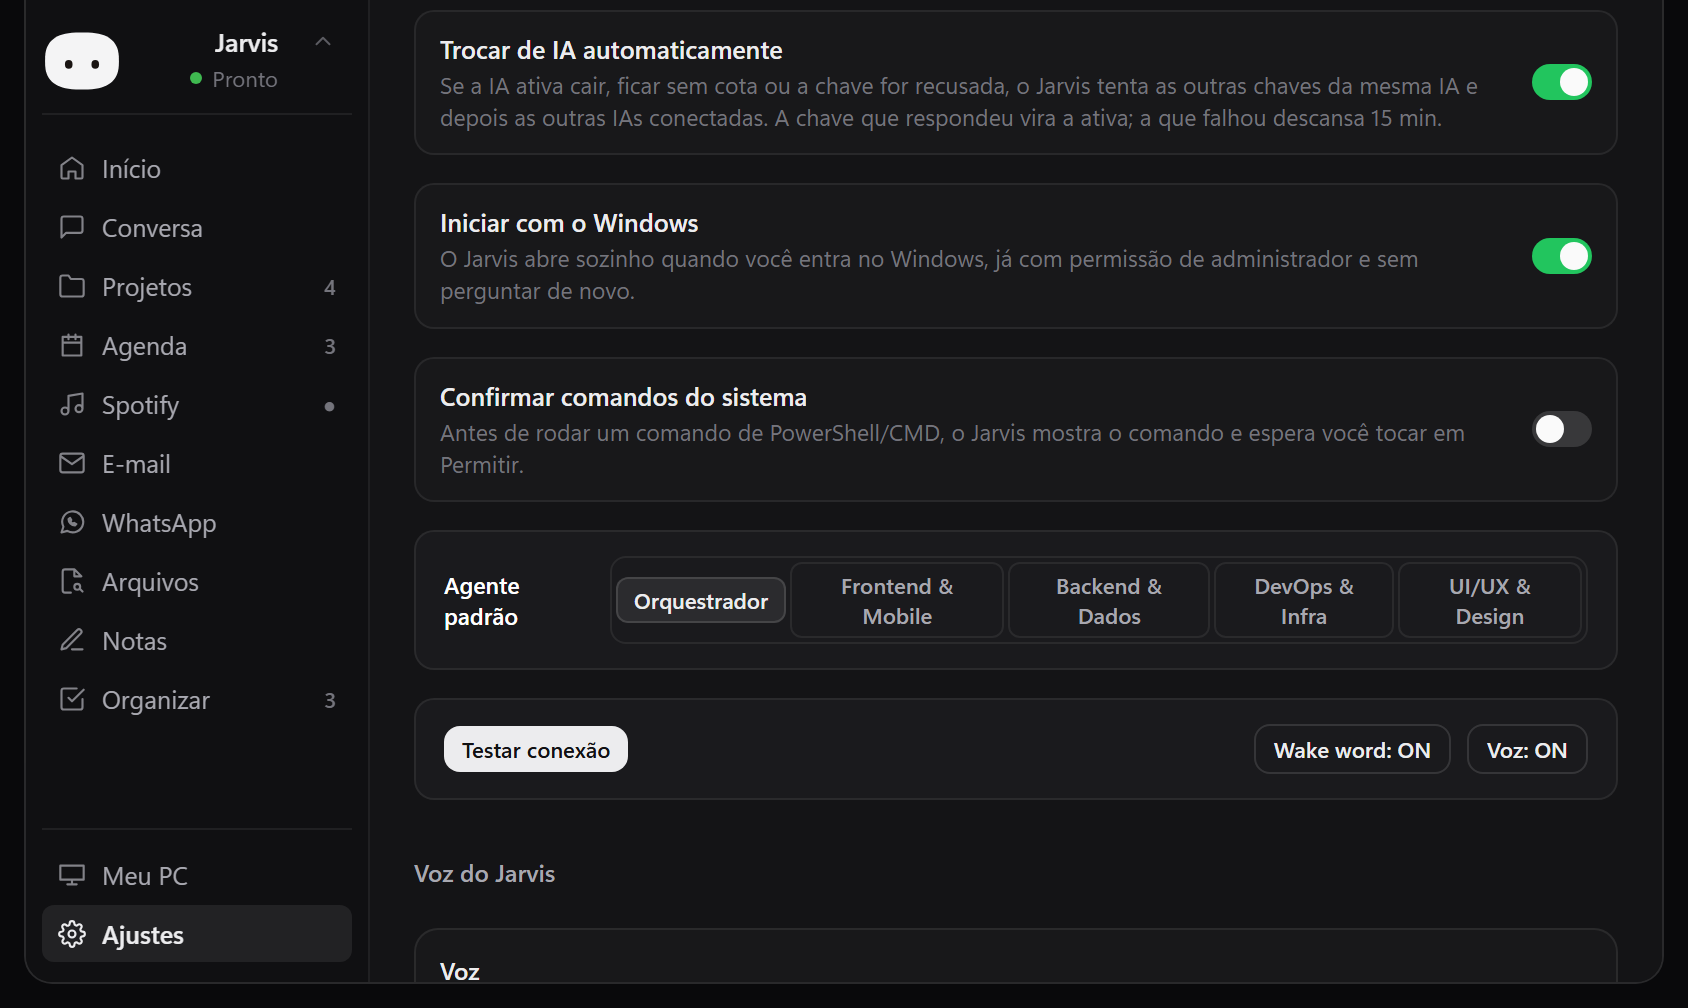 Jarvis
Pronto
Início
Conversa
Projetos 4
Agenda 3
Spotify
E-mail
WhatsApp
Arquivos
Notas
Organizar 3
Meu PC
Ajustes
Trocar de IA automaticamente
Se a IA ativa cair, ficar sem cota ou a chave for recusada, o Jarvis tenta as outras chaves da mesma IA e
depois as outras IAs conectadas. A chave que respondeu vira a ativa; a que falhou descansa 15 min.
Iniciar com o Windows
O Jarvis abre sozinho quando você entra no Windows, já com permissão de administrador e sem
perguntar de novo.
Confirmar comandos do sistema
Antes de rodar um comando de PowerShell/CMD, o Jarvis mostra o comando e espera você tocar em
Permitir.
Agente
padrão
Orquestrador
Frontend &
Mobile
Backend &
Dados
DevOps &
Infra
UI/UX &
Design
Testar conexão
Wake word: ON
Voz: ON
Voz do Jarvis
Voz